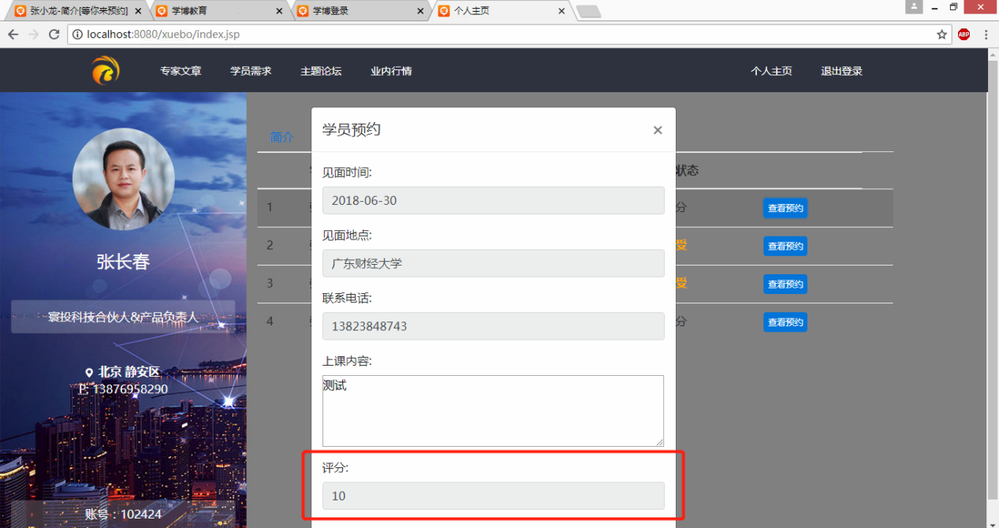 张小龙-简介[等你来预约]
学博教育
学博登录
个人主页
localhost:8080/xuebo/index.jsp
ABP
专家文章 学员需求 主题论坛 业内行情 个人主页 退出登录
张长春
寰投科技合伙人&产品负责人
北京 静安区
P: 13876958290
账号：102424
简介
状态
1 分 查看预约
2 受 查看预约
3 受 查看预约
4 分 查看预约
学员预约
见面时间:
2018-06-30
见面地点:
广东财经大学
联系电话:
13823848743
上课内容:
测试
评分:
10